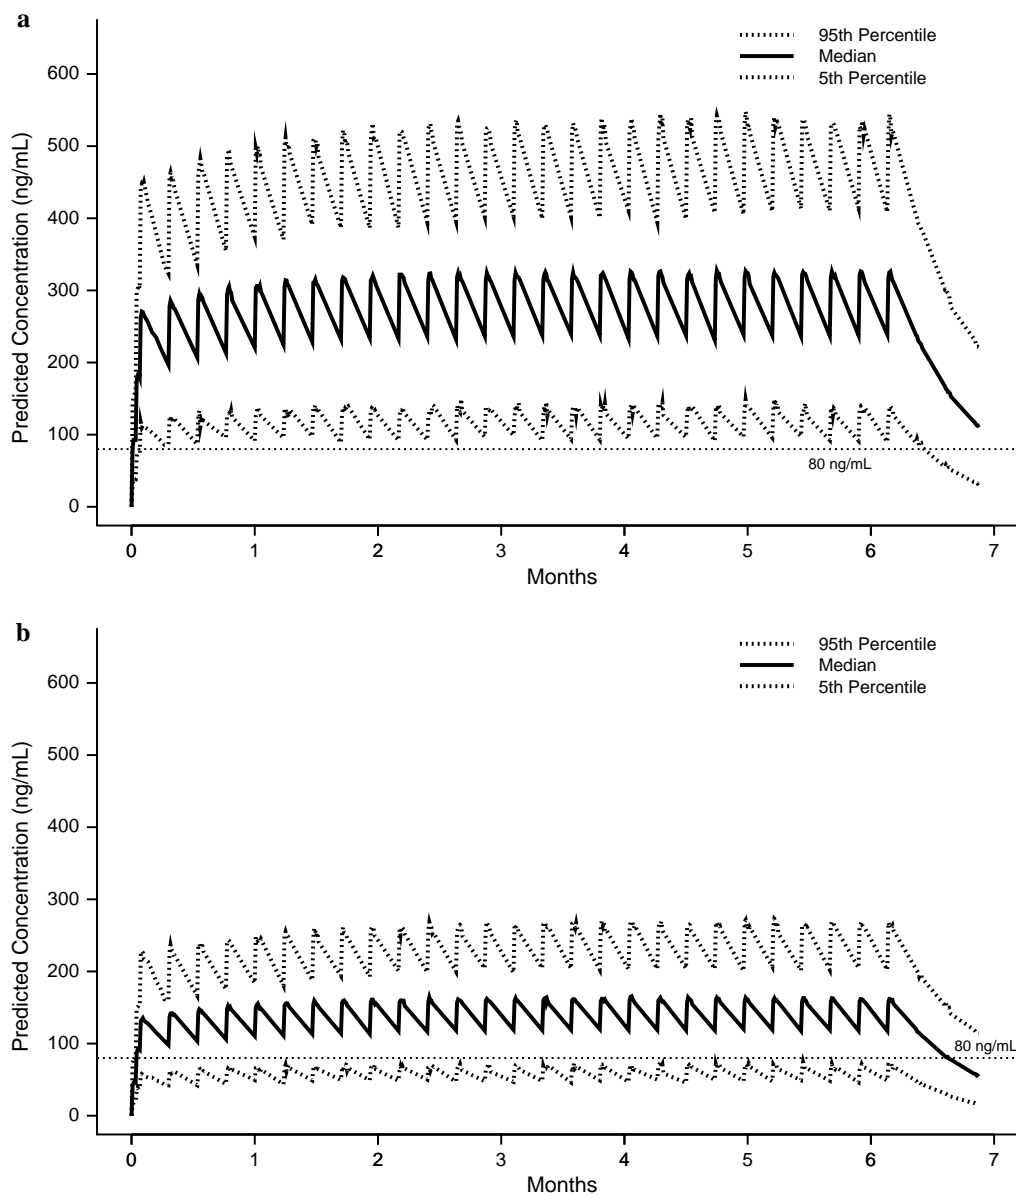 a
95th Percentile
Median
5th Percentile
600
500
400
300
200
100
0
Predicted Concentration (ng/mL)
80 ng/mL
0 1 2 3 4 5 6 7
Months
b
95th Percentile
Median
5th Percentile
600
500
400
300
200
100
0
Predicted Concentration (ng/mL)
80 ng/mL
0 1 2 3 4 5 6 7
Months